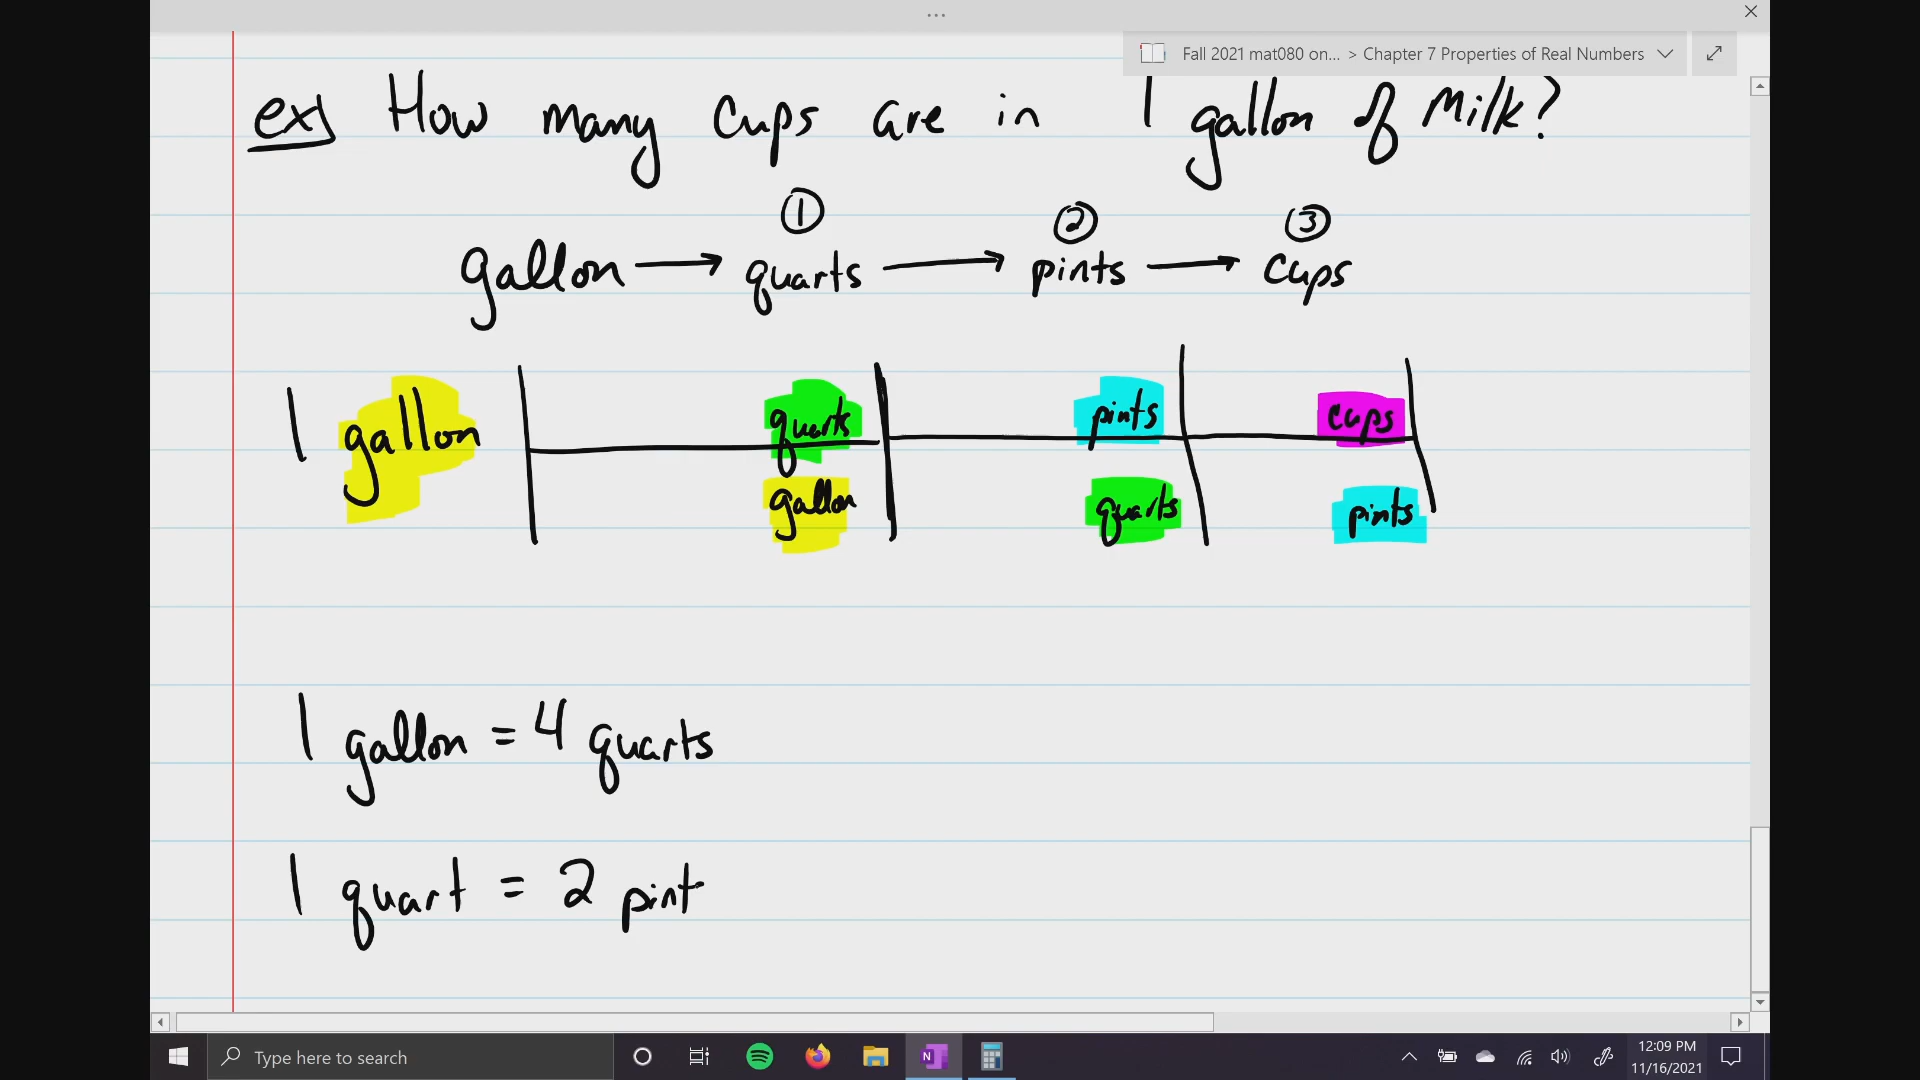 Fall 2021 mat080 on... > Chapter 7 Properties of Real Numbers
ex) How many cups are in 1 gallon of Milk?
① ② ③
gallon → quarts → pints → cups
1 gallon quarts pints cups
gallon quarts pints
1 gallon = 4 quarts
1 quart = 2 pint
Type here to search
12:09 PM
11/16/2021